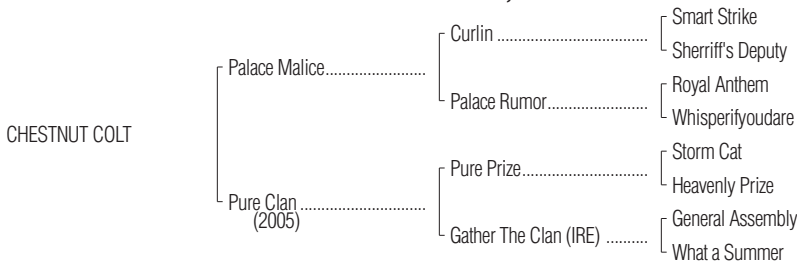 Smart Strike
Curlin
Sherriff's Deputy
Palace Malice
Royal Anthem
Palace Rumor
Whisperifyoudare
CHESTNUT COLT
Storm Cat
Pure Prize
Heavenly Prize
Pure Clan
(2005)
General Assembly
Gather The Clan (IRE)
What a Summer